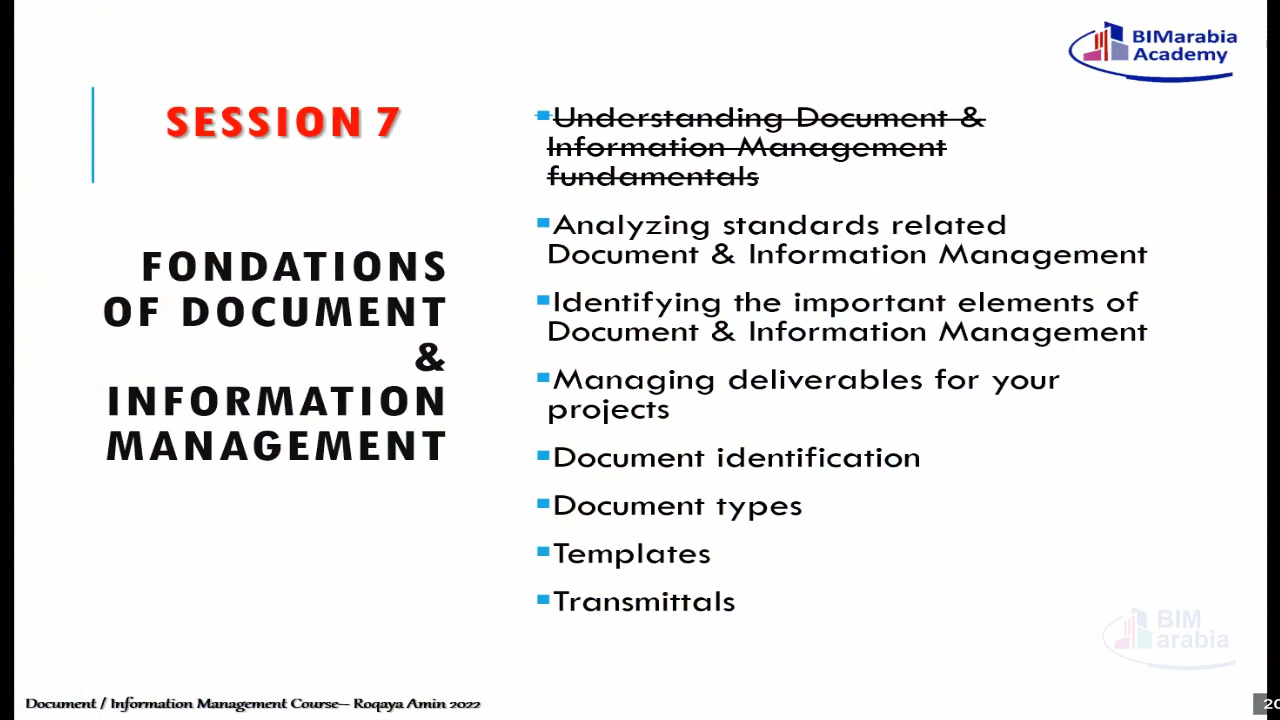 BIMarabia
Academy
SESSION 7
FONDATIONS
OF DOCUMENT
&
INFORMATION
MANAGEMENT
Understanding Document &
Information Management
fundamentals
Analyzing standards related
Document & Information Management
Identifying the important elements of
Document & Information Management
Managing deliverables for your
projects
Document identification
Document types
Templates
Transmittals
BIM
arabia
Document / Information Management Course– Roqaya Amin 2022